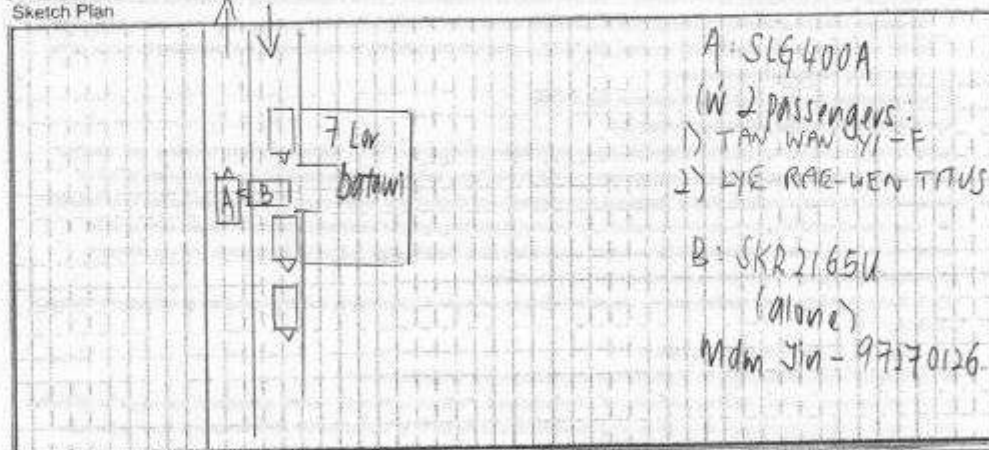 Sketch Plan
A: SLG400A
(W 2 passengers:
1) TAN WAN YI - F
2) LYE RAE-WEN TITUS
7 Lor
batawi
A
B
B: SKR2165U
(alone)
Mdm Jin - 97170126